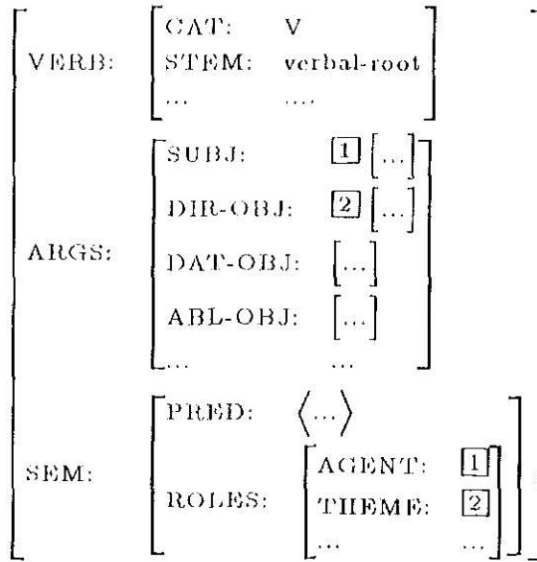 CAT: V
VERB: STEM: verbal-root
... ....
SUBJ: 1 [...]
DIR-OBJ: 2 [...]
ARGS: DAT-OBJ: [...]
ABL-OBJ: [...]
... ...
PRED: ⟨...⟩
AGENT: 1
SEM: ROLES: THEME: 2
... ...